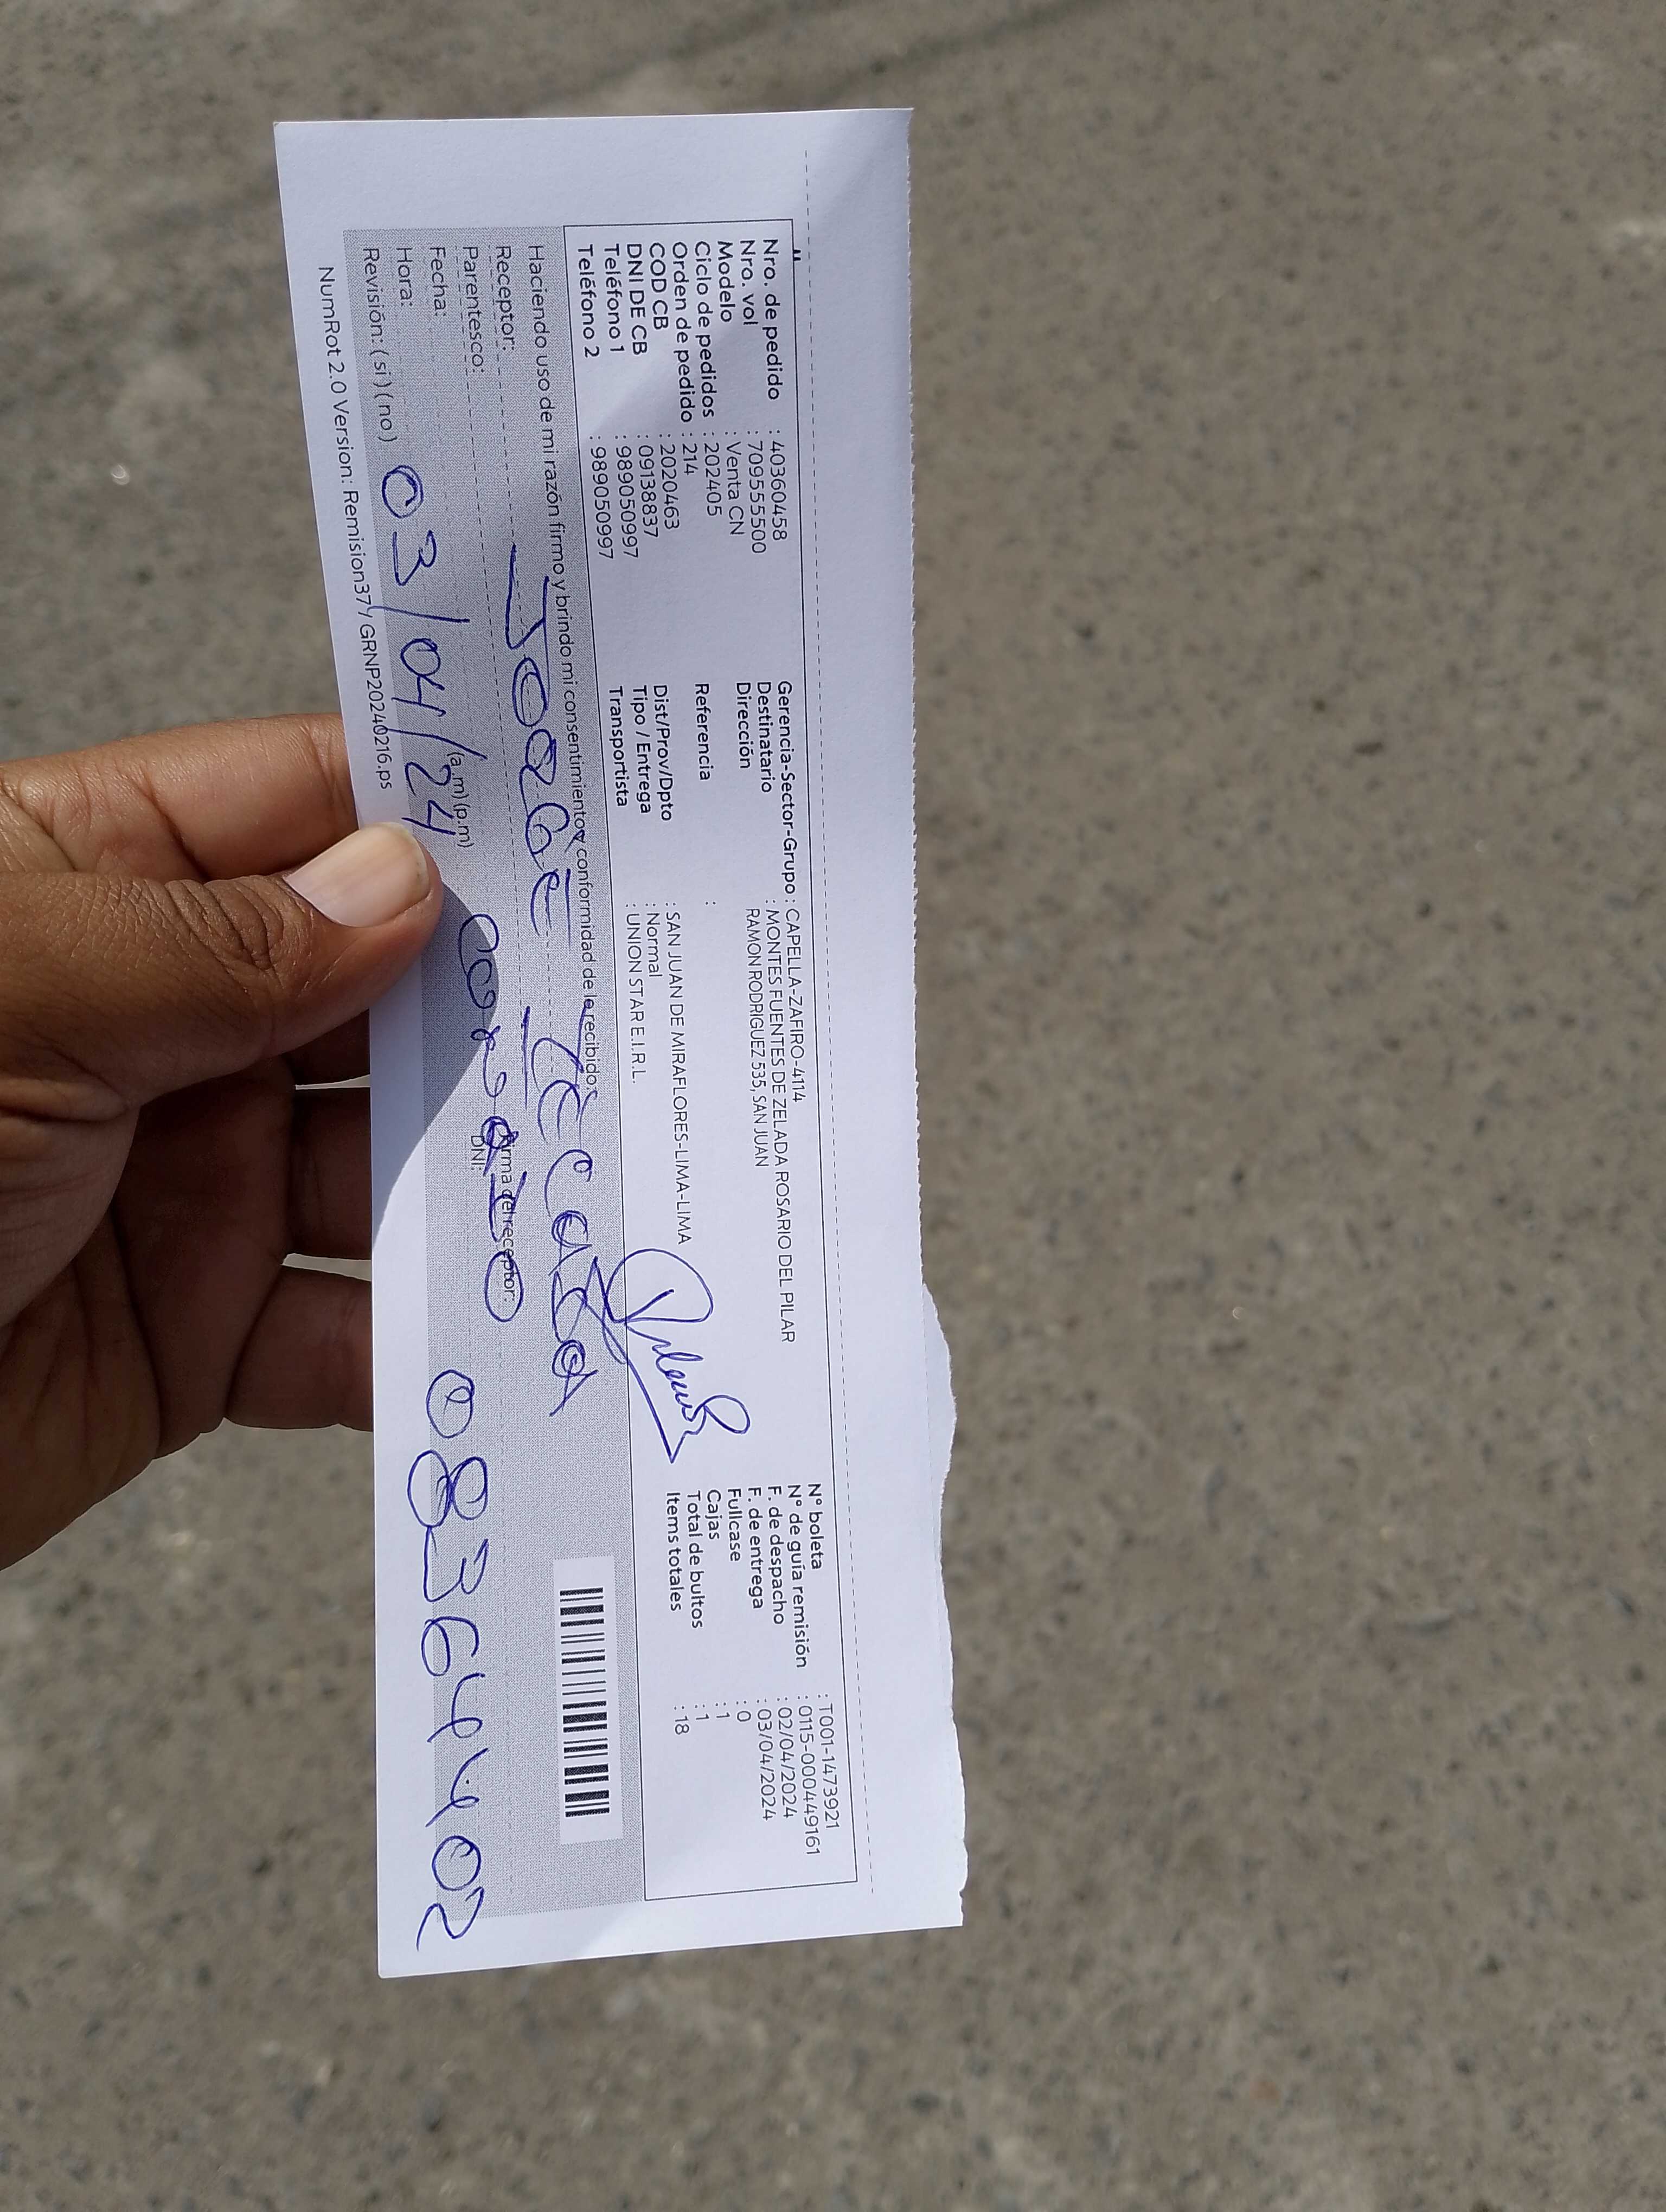 Nro. de pedido : 40360458
Nro. vol : 709555500
Modelo : Venta CN
Ciclo de pedidos : 202405
Orden de pedido : 214
COD CB : 2020463
DNI DE CB : 09138837
Teléfono 1 : 989050997
Teléfono 2 : 989050997
Gerencia-Sector-Grupo : CAPELLA-ZAFIRO-4114
Destinatario : MONTES FUENTES DE ZELADA ROSARIO DEL PILAR
Dirección RAMON RODRIGUEZ 535, SAN JUAN
Referencia :
Dist/Prov/Dpto : SAN JUAN DE MIRAFLORES-LIMA-LIMA
Tipo / Entrega : Normal
Transportista : UNION STAR E.I.R.L.
N° boleta : T001-1473921
N° de guía remisión : 0115-000449161
F. de despacho : 02/04/2024
F. de entrega : 03/04/2024
Fullcase : 0
Cajas : 1
Total de bultos : 1
Items totales : 18
Haciendo uso de mi razón firmo y brindo mi consentimiento y conformidad de lo recibido:
Receptor: JORGE
Parentesco:
Firma del receptor:
DNI: 08364402
Fecha: 03/04/24
Hora: (a.m) (p.m)
Revisión: (si) (no)
NumRot 2.0 Version: Remision37 / GRNP20240216.ps